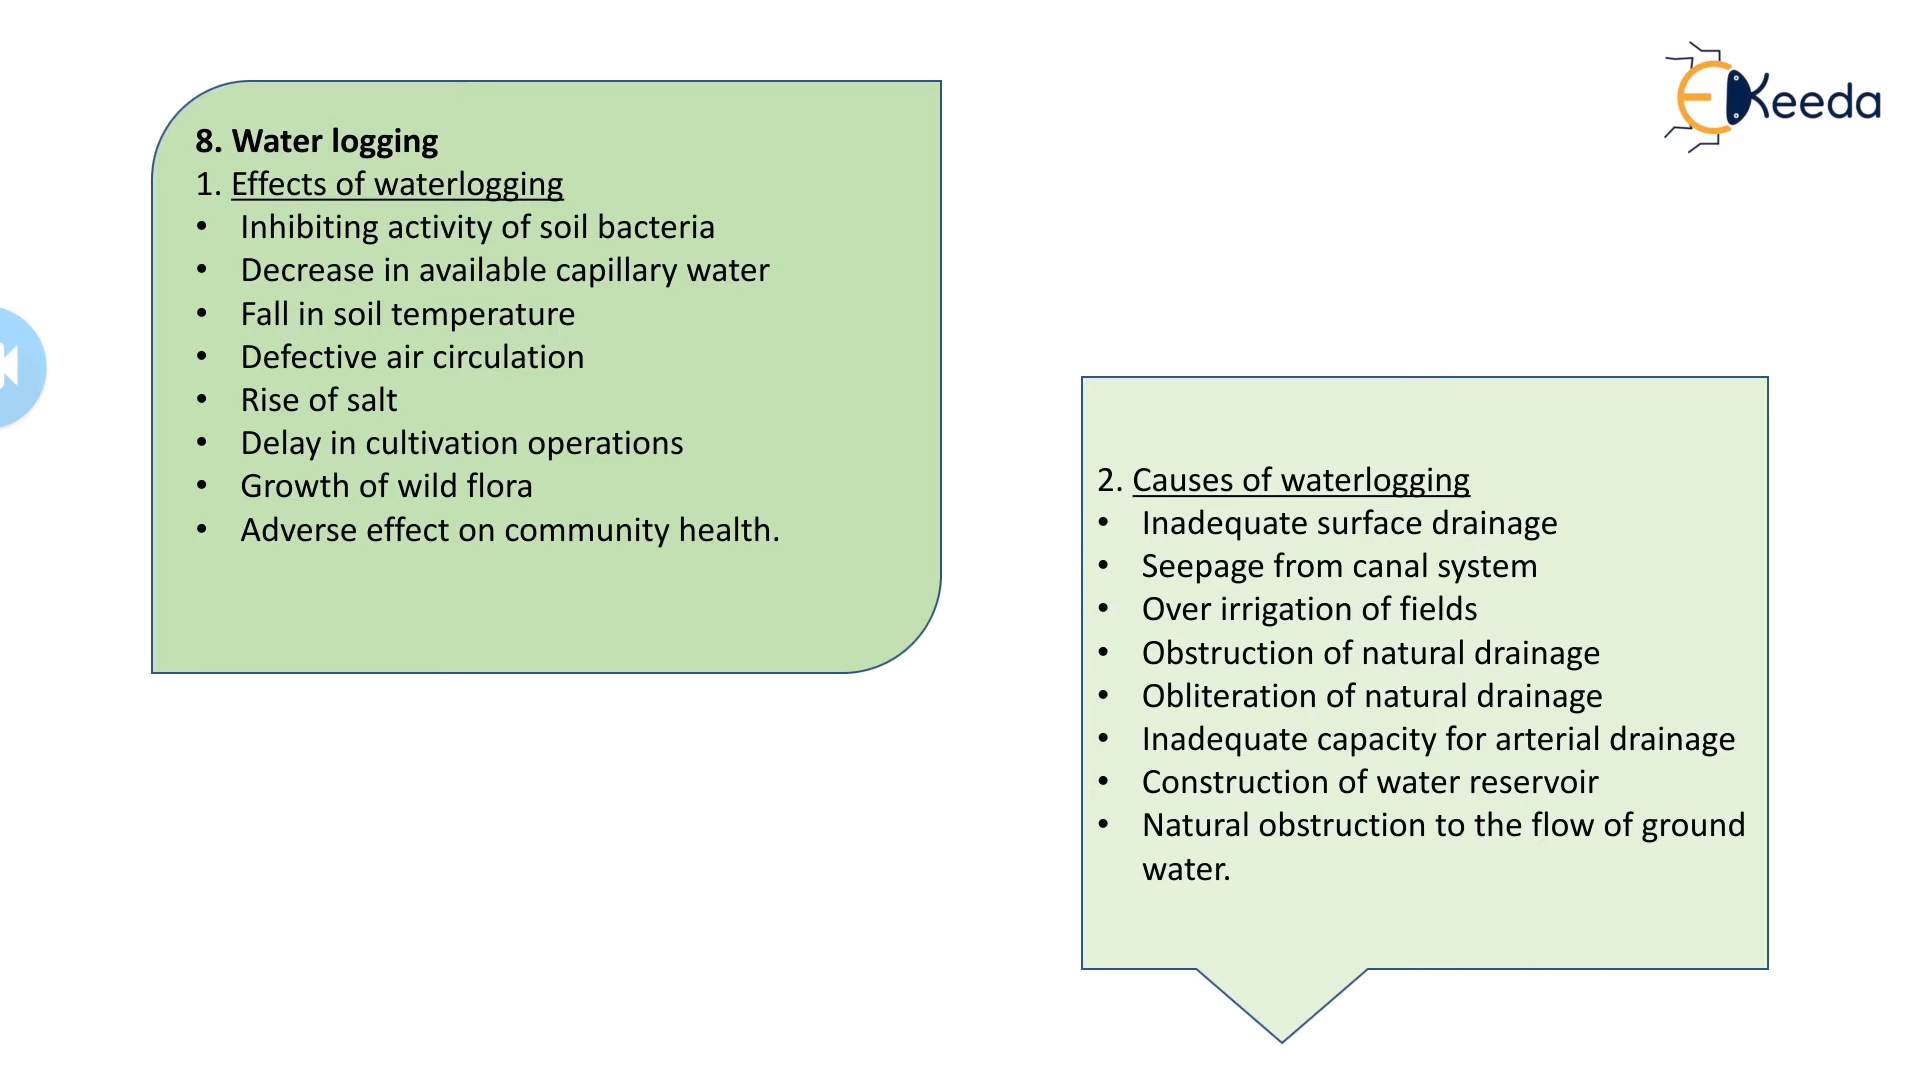 EKeeda
8. Water logging
1. Effects of waterlogging
• Inhibiting activity of soil bacteria
• Decrease in available capillary water
• Fall in soil temperature
• Defective air circulation
• Rise of salt
• Delay in cultivation operations
• Growth of wild flora
• Adverse effect on community health.
2. Causes of waterlogging
• Inadequate surface drainage
• Seepage from canal system
• Over irrigation of fields
• Obstruction of natural drainage
• Obliteration of natural drainage
• Inadequate capacity for arterial drainage
• Construction of water reservoir
• Natural obstruction to the flow of ground
water.